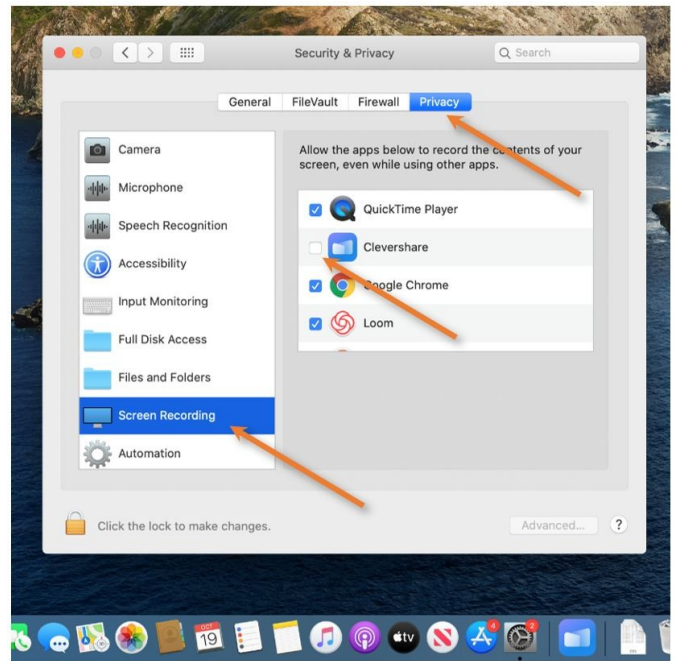 Security & Privacy
Search
General
FileVault
Firewall
Privacy
Camera
Microphone
Speech Recognition
Accessibility
Input Monitoring
Full Disk Access
Files and Folders
Screen Recording
Automation
Allow the apps below to record the contents of your
screen, even while using other apps.
QuickTime Player
Clevershare
Google Chrome
Loom
Click the lock to make changes.
Advanced...
?
OCT
19
tv
4
2